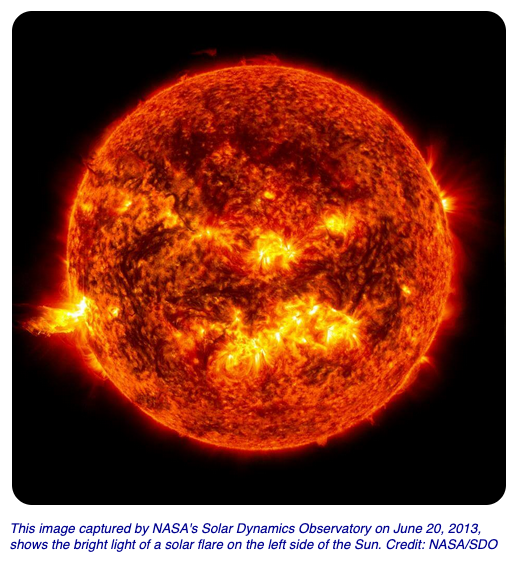 This image captured by NASA's Solar Dynamics Observatory on June 20, 2013,
shows the bright light of a solar flare on the left side of the Sun. Credit: NASA/SDO